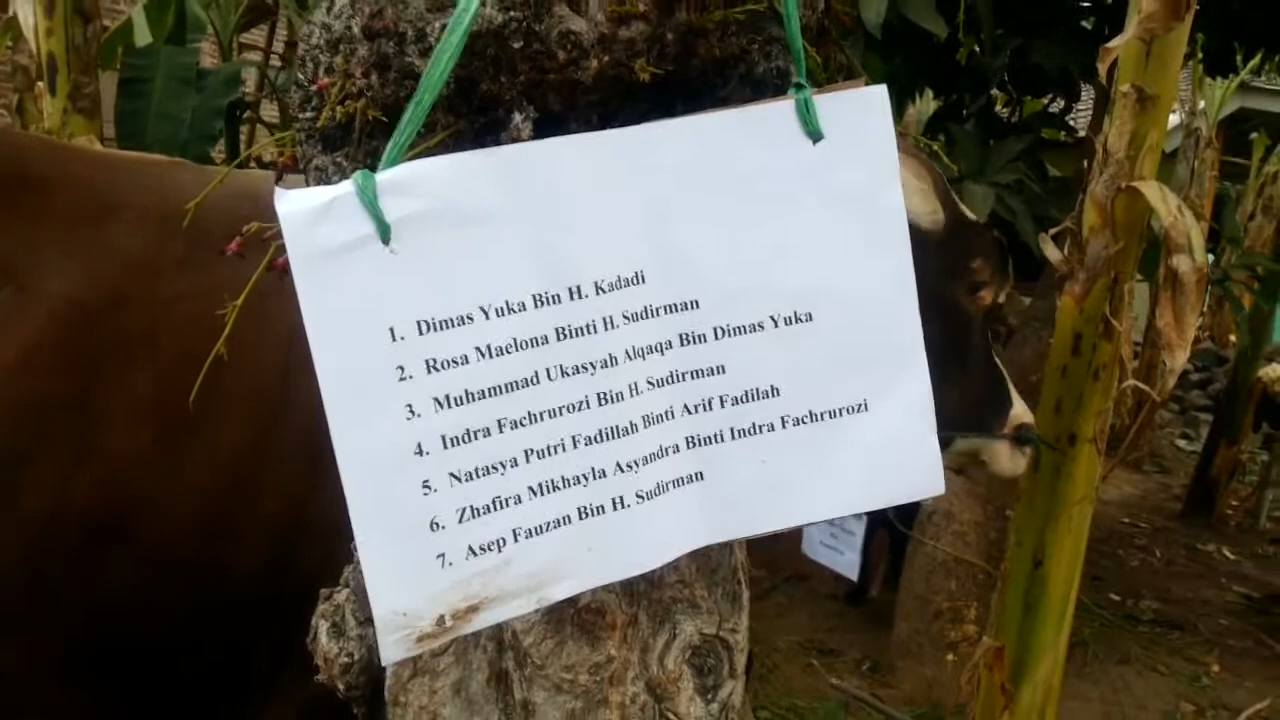 1. Dimas Yuka Bin H. Kadadi
2. Rosa Maelona Binti H. Sudirman
3. Muhammad Ukasyah Alqaqa Bin Dimas Yuka
4. Indra Fachrurozi Bin H. Sudirman
5. Natasya Putri Fadillah Binti Arif Fadilah
6. Zhafira Mikhayla Asyandra Binti Indra Fachrurozi
7. Asep Fauzan Bin H. Sudirman